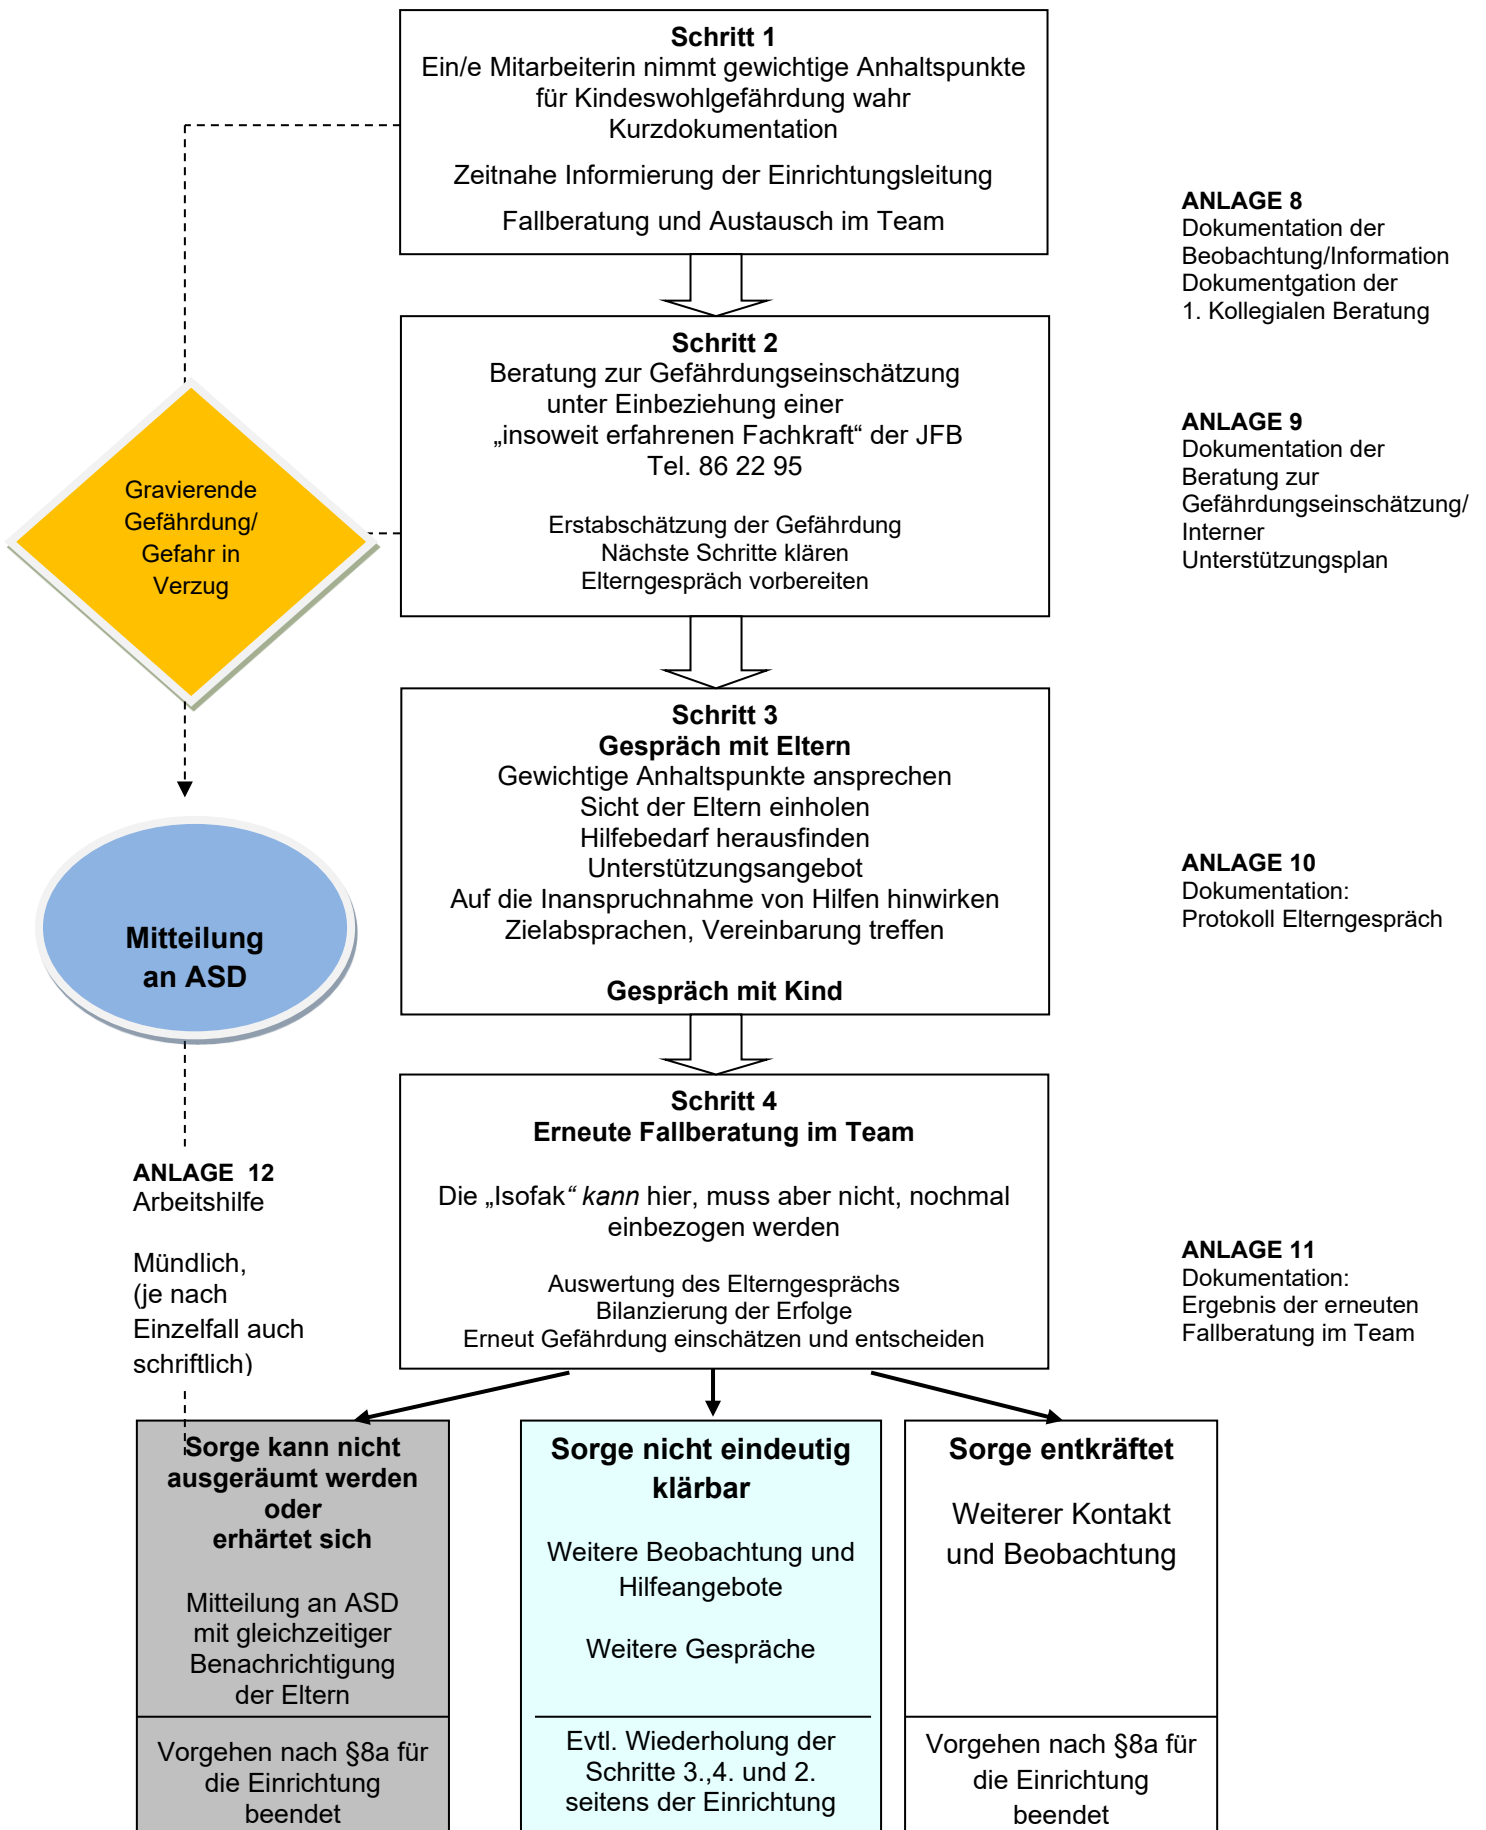 Schritt 1
Ein/e Mitarbeiterin nimmt gewichtige Anhaltspunkte
für Kindeswohlgefährdung wahr
Kurzdokumentation
Zeitnahe Informierung der Einrichtungsleitung
Fallberatung und Austausch im Team
ANLAGE 8
Dokumentation der
Beobachtung/Information
Dokumentgation der
1. Kollegialen Beratung
Schritt 2
Beratung zur Gefährdungseinschätzung
unter Einbeziehung einer
„insoweit erfahrenen Fachkraft“ der JFB
Tel. 86 22 95
Erstabschätzung der Gefährdung
Nächste Schritte klären
Elterngespräch vorbereiten
ANLAGE 9
Dokumentation der
Beratung zur
Gefährdungseinschätzung/
Interner
Unterstützungsplan
Gravierende
Gefährdung/
Gefahr in
Verzug
Schritt 3
Gespräch mit Eltern
Gewichtige Anhaltspunkte ansprechen
Sicht der Eltern einholen
Hilfebedarf herausfinden
Unterstützungsangebot
Auf die Inanspruchnahme von Hilfen hinwirken
Zielabsprachen, Vereinbarung treffen
Gespräch mit Kind
ANLAGE 10
Dokumentation:
Protokoll Elterngespräch
Mitteilung
an ASD
Schritt 4
Erneute Fallberatung im Team
Die „Isofak“ kann hier, muss aber nicht, nochmal
einbezogen werden
Auswertung des Elterngesprächs
Bilanzierung der Erfolge
Erneut Gefährdung einschätzen und entscheiden
ANLAGE 11
Dokumentation:
Ergebnis der erneuten
Fallberatung im Team
ANLAGE  12
Arbeitshilfe
Mündlich,
(je nach
Einzelfall auch
schriftlich)
Sorge kann nicht
ausgeräumt werden
oder
erhärtet sich
Mitteilung an ASD
mit gleichzeitiger
Benachrichtigung
der Eltern
Vorgehen nach §8a für
die Einrichtung
beendet
Sorge nicht eindeutig
klärbar
Weitere Beobachtung und
Hilfeangebote
Weitere Gespräche
Evtl. Wiederholung der
Schritte 3.,4. und 2.
seitens der Einrichtung
Sorge entkräftet
Weiterer Kontakt
und Beobachtung
Vorgehen nach §8a für
die Einrichtung
beendet